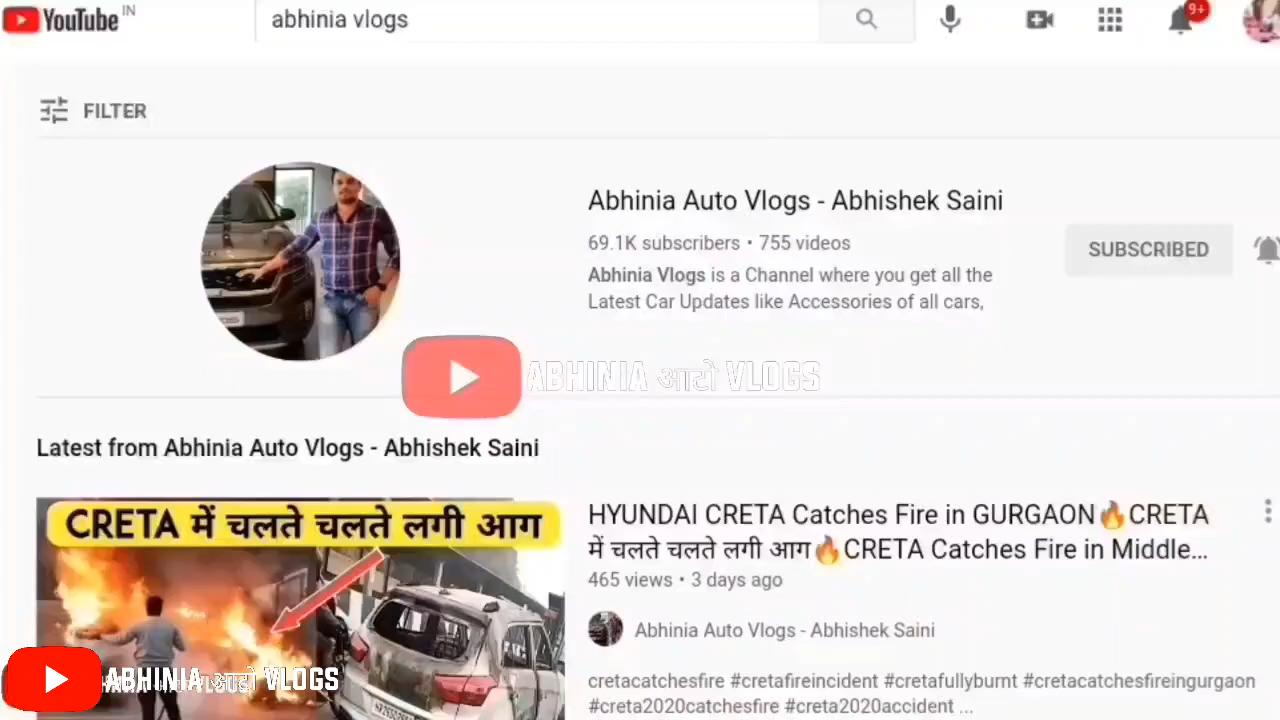 YouTube IN
abhinia vlogs
9+
FILTER
Abhinia Auto Vlogs - Abhishek Saini
69.1K subscribers • 755 videos
SUBSCRIBED
Abhinia Vlogs is a Channel where you get all the
Latest Car Updates like Accessories of all cars,
ABHINIA आटो VLOGS
Latest from Abhinia Auto Vlogs - Abhishek Saini
CRETA में चलते चलते लगी आग
HYUNDAI CRETA Catches Fire in GURGAON🔥CRETA
में चलते चलते लगी आग🔥CRETA Catches Fire in Middle...
465 views • 3 days ago
Abhinia Auto Vlogs - Abhishek Saini
cretacatchesfire #cretafireincident #cretafullyburnt #cretacatchesfireingurgaon
#creta2020catchesfire #creta2020accident ...
ABHINIA आटो VLOGS